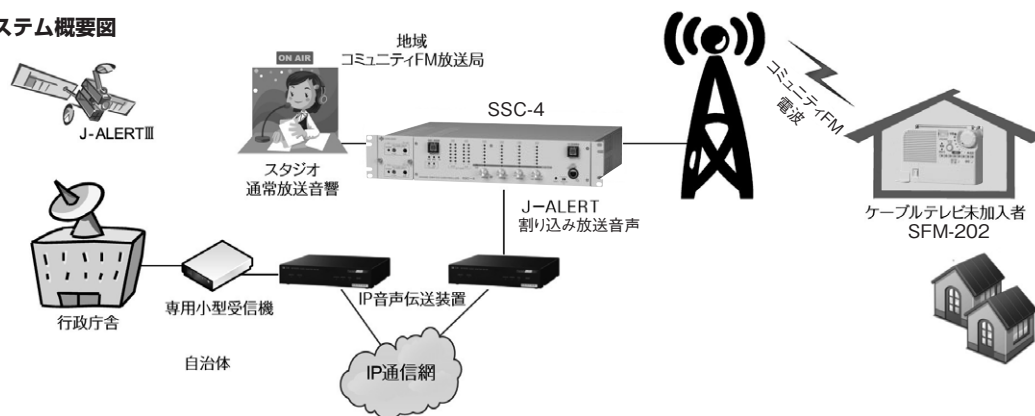 ステム概要図
地域
コミュニティFM放送局
ON AIR
J-ALERTⅢ
SSC-4
コミュニティFM
電波
スタジオ
通常放送音響
J-ALERT
割り込み放送音声
ケーブルテレビ未加入者
SFM-202
行政庁舎
専用小型受信機
IP音声伝送装置
自治体
IP通信網